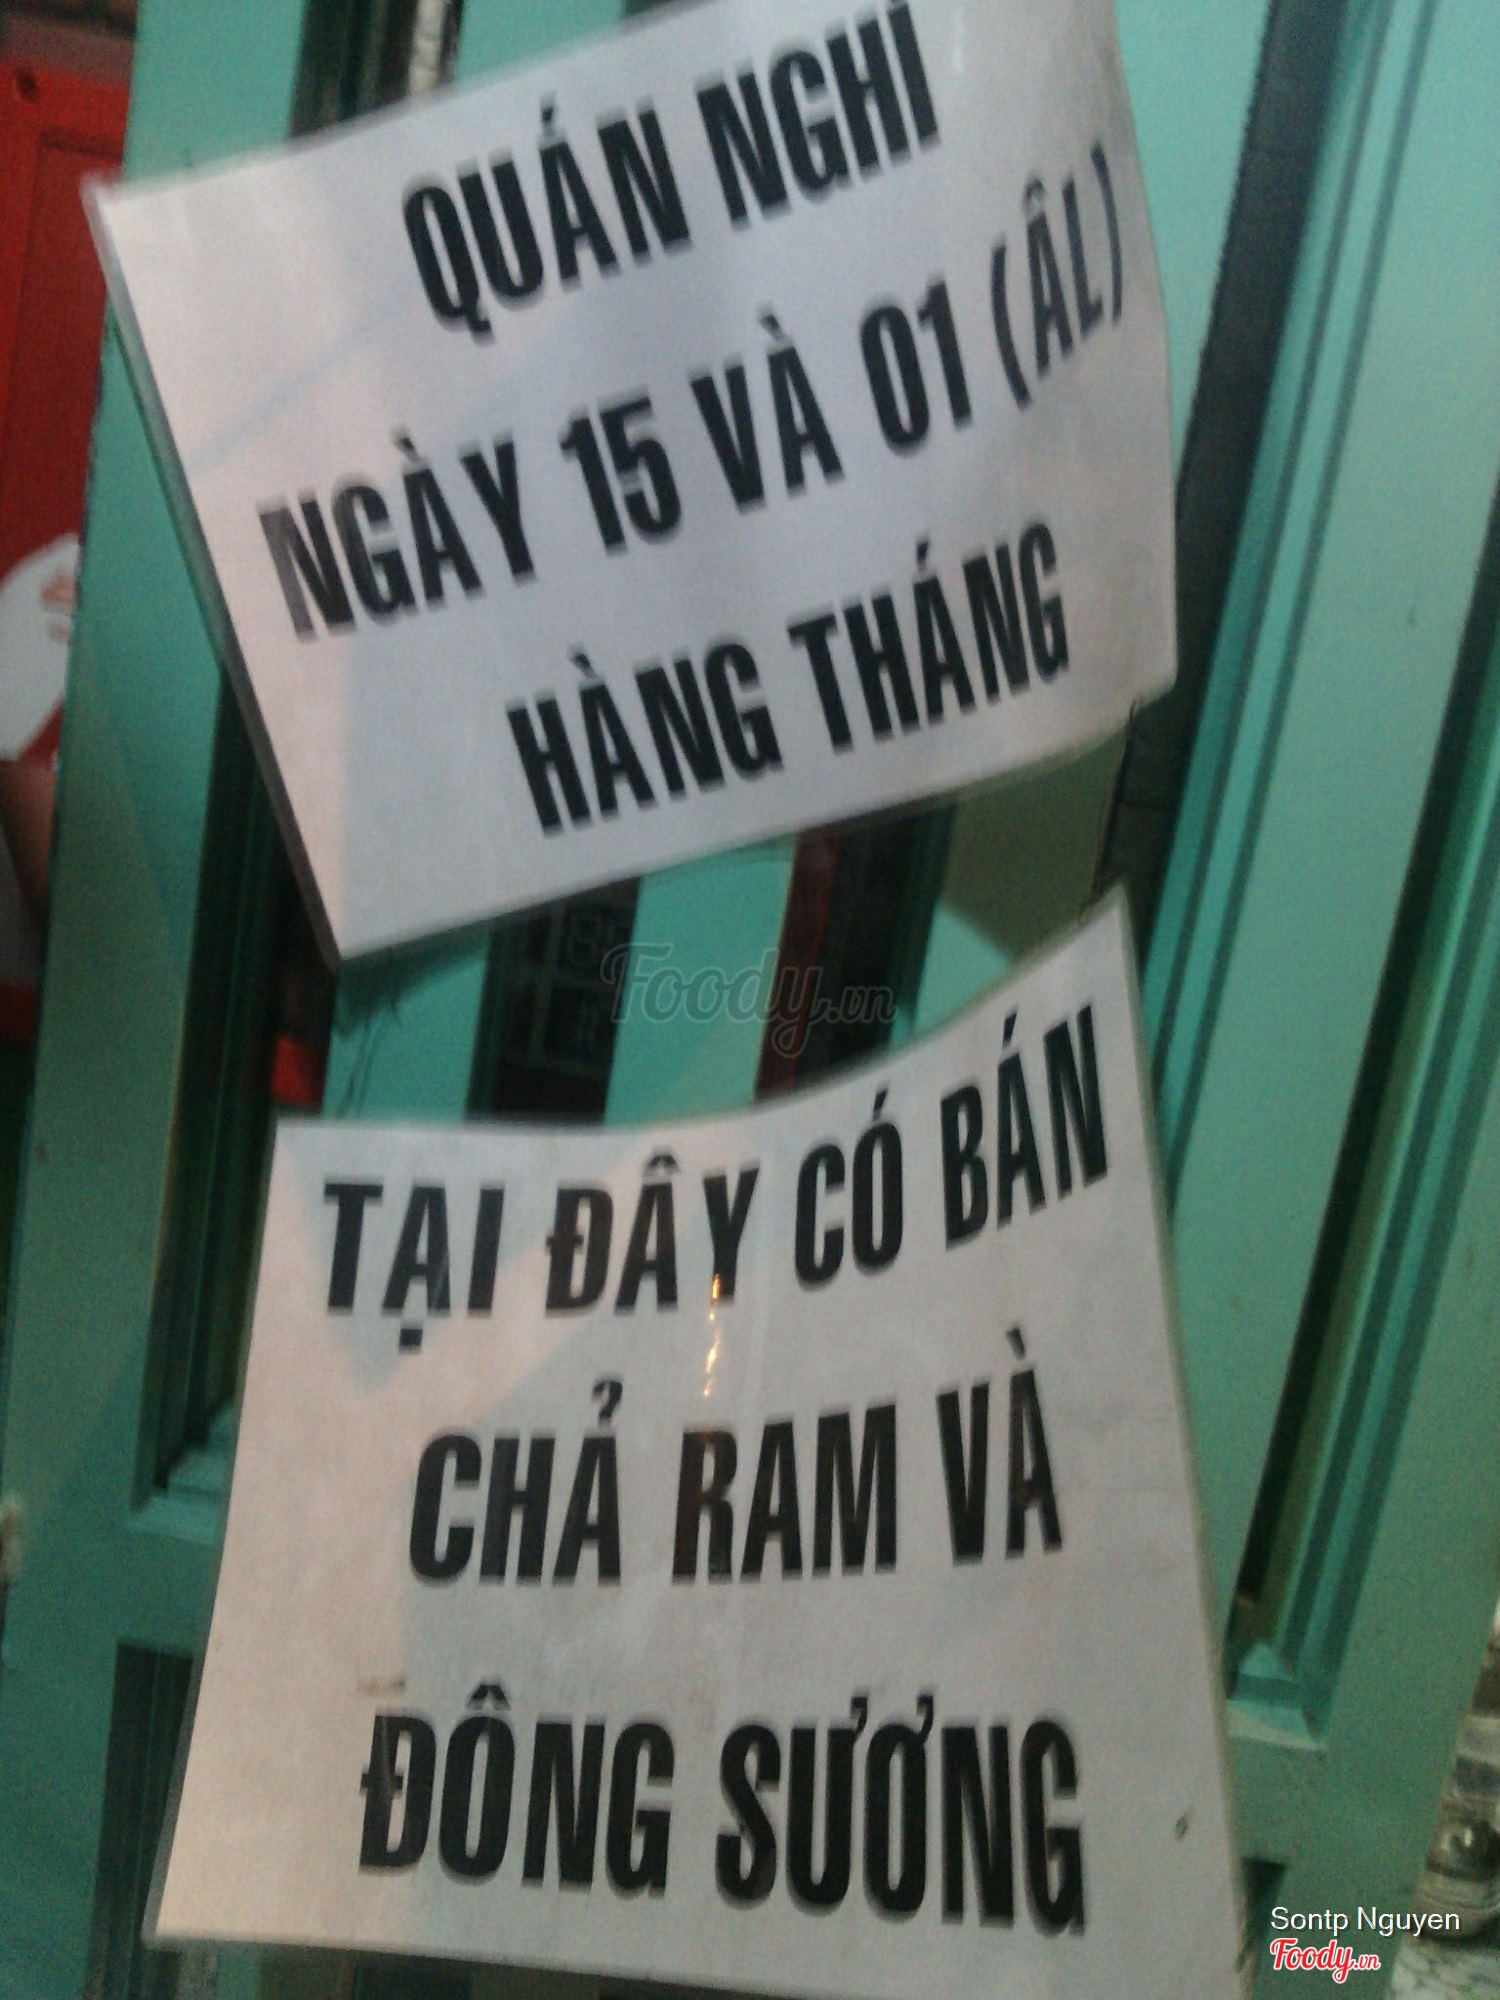 QUÁN NGHỈ
NGÀY 15 VÀ 01 (ÂL)
HÀNG THÁNG
Foody.vn
TẠI ĐÂY CÓ BÁN
CHẢ RAM VÀ
ĐÔNG SƯƠNG
Sontp Nguyen
Foody.vn